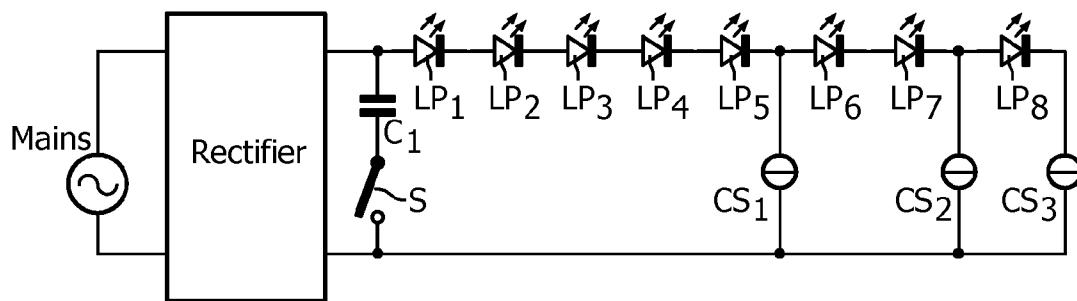 Mains
Rectifier
C1
S
LP1 LP2 LP3 LP4 LP5 LP6 LP7 LP8
CS1 CS2 CS3